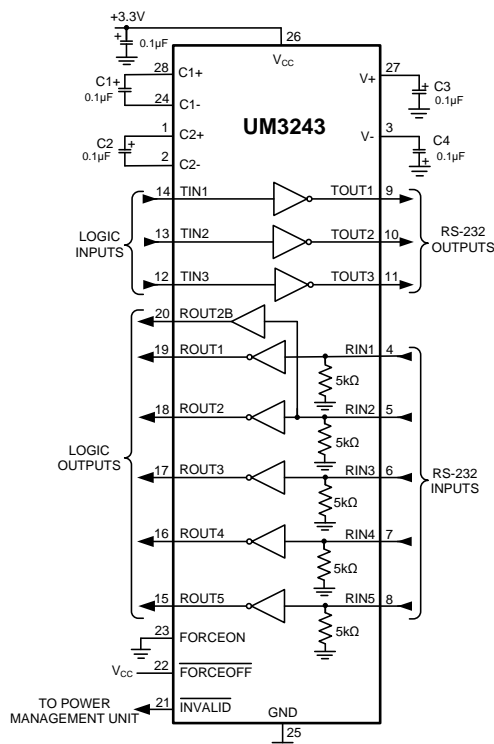 +3.3V
+
0.1µF
26
VCC
28
C1+
C1+
0.1µF
24
C1-
27
V+
+
C3
0.1µF
UM3243
1
C2+
C2
+
0.1µF
2
C2-
3
V-
C4
+
0.1µF
14
TIN1
TOUT1
9
LOGIC
INPUTS
13
TIN2
TOUT2
10
RS-232
OUTPUTS
12
TIN3
TOUT3
11
20
ROUT2B
19
ROUT1
RIN1
4
5kΩ
18
ROUT2
RIN2
5
5kΩ
LOGIC
OUTPUTS
17
ROUT3
RIN3
6
RS-232
INPUTS
5kΩ
16
ROUT4
RIN4
7
5kΩ
15
ROUT5
RIN5
8
5kΩ
23
FORCEON
VCC
22
FORCEOFF
TO POWER
MANAGEMENT UNIT
21
INVALID
GND
25